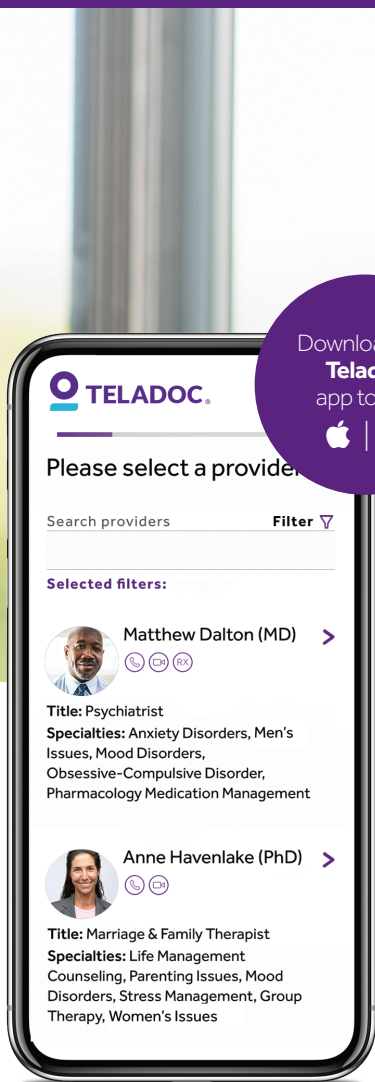 Downloa
Telad
app to
TELADOC®
Please select a provide
Search providers
Filter
Selected filters:
Matthew Dalton (MD)
RX
Title: Psychiatrist
Specialties: Anxiety Disorders, Men's
Issues, Mood Disorders,
Obsessive-Compulsive Disorder,
Pharmacology Medication Management
Anne Havenlake (PhD)
Title: Marriage & Family Therapist
Specialties: Life Management
Counseling, Parenting Issues, Mood
Disorders, Stress Management, Group
Therapy, Women's Issues